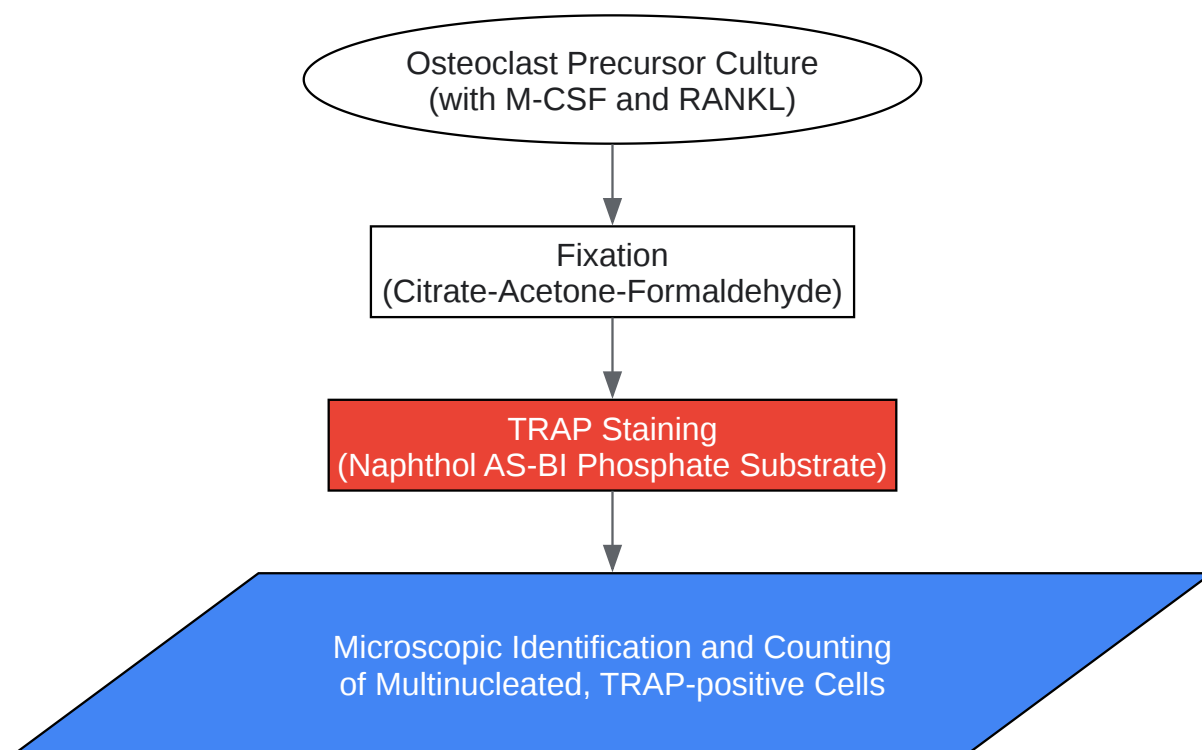 Osteoclast Precursor Culture
(with M-CSF and RANKL)
Fixation
(Citrate-Acetone-Formaldehyde)
TRAP Staining
(Naphthol AS-BI Phosphate Substrate)
Microscopic Identification and Counting
of Multinucleated, TRAP-positive Cells